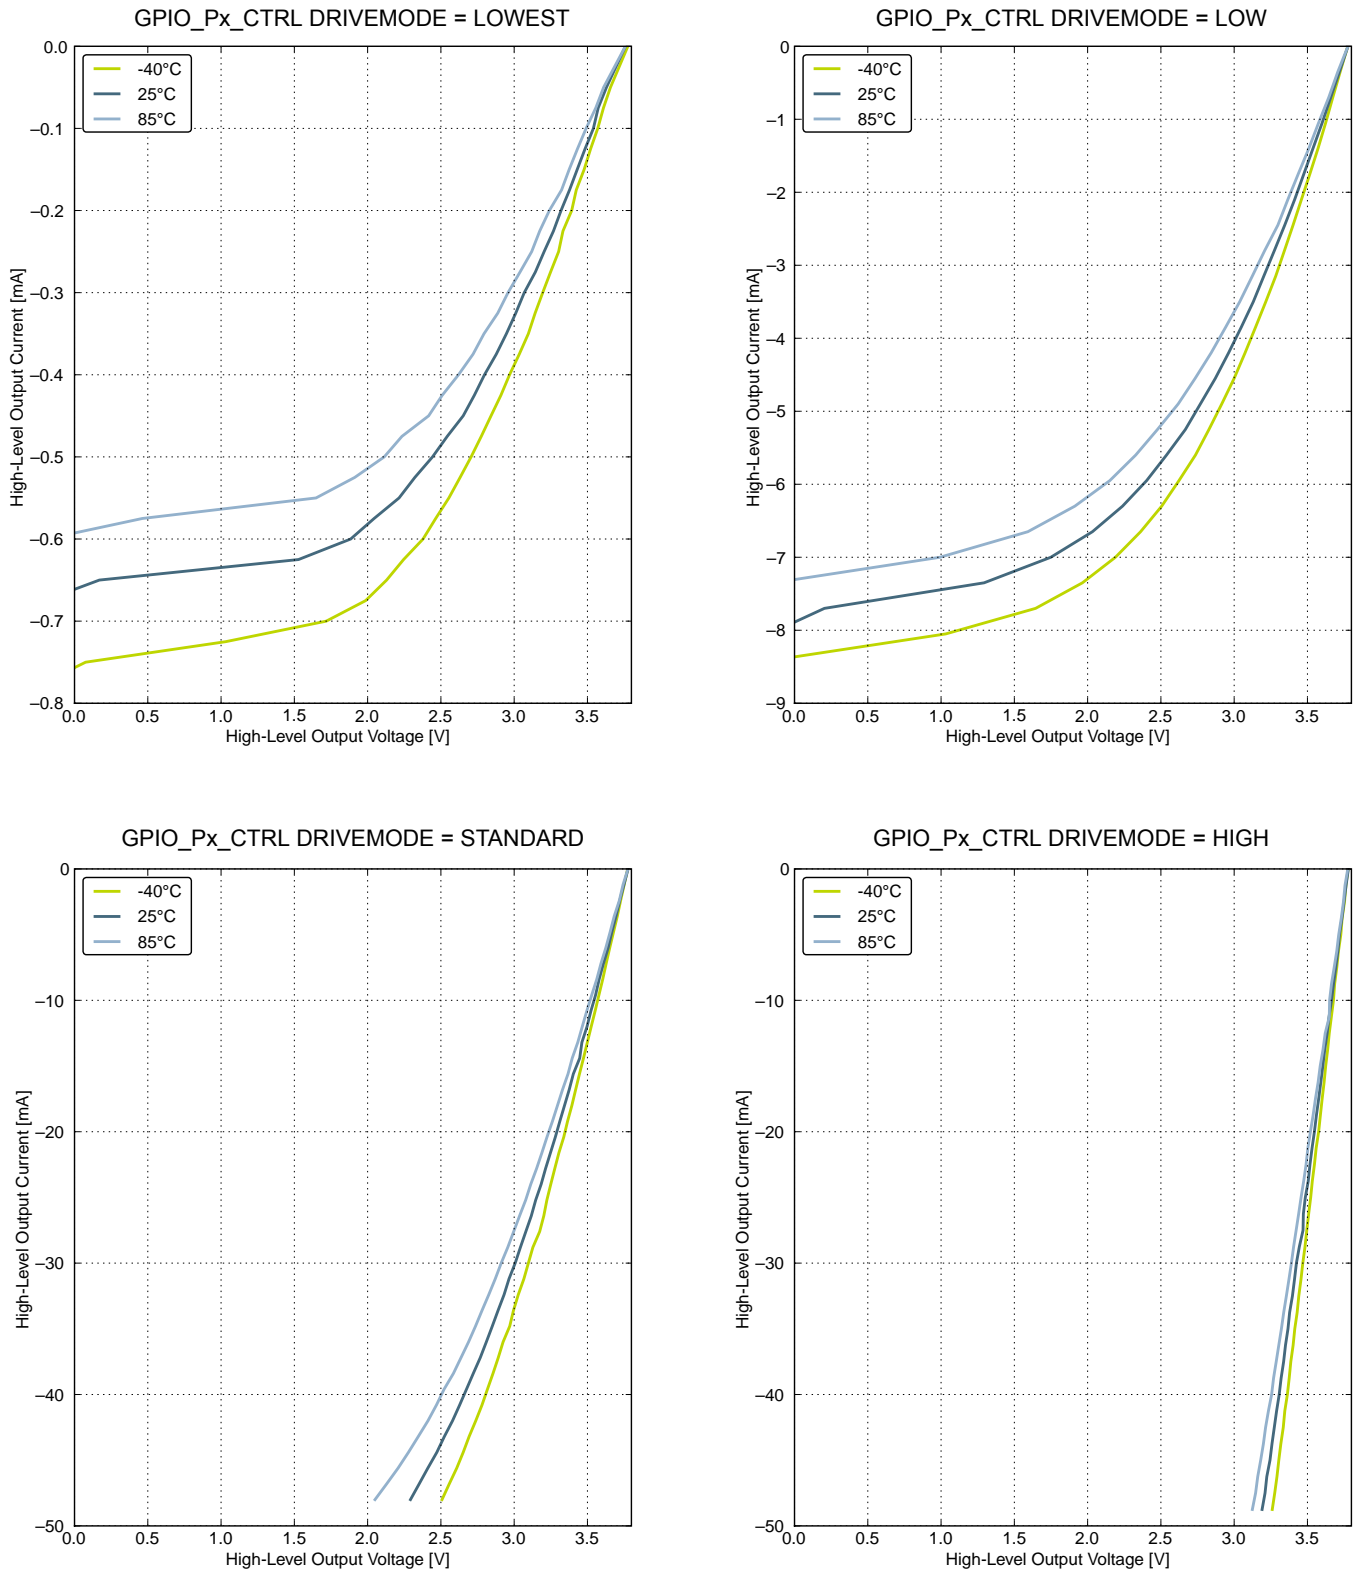 GPIO_Px_CTRL DRIVEMODE = LOWEST
0.0
–0.1
–0.2
–0.3
–0.4
–0.5
–0.6
–0.7
–0.8
High-Level Output Current [mA]
-40°C
25°C
85°C
0.0 0.5 1.0 1.5 2.0 2.5 3.0 3.5
High-Level Output Voltage [V]
GPIO_Px_CTRL DRIVEMODE = LOW
0
–1
–2
–3
–4
–5
–6
–7
–8
–9
High-Level Output Current [mA]
-40°C
25°C
85°C
0.0 0.5 1.0 1.5 2.0 2.5 3.0 3.5
High-Level Output Voltage [V]
GPIO_Px_CTRL DRIVEMODE = STANDARD
0
–10
–20
–30
–40
–50
High-Level Output Current [mA]
-40°C
25°C
85°C
0.0 0.5 1.0 1.5 2.0 2.5 3.0 3.5
High-Level Output Voltage [V]
GPIO_Px_CTRL DRIVEMODE = HIGH
0
–10
–20
–30
–40
–50
High-Level Output Current [mA]
-40°C
25°C
85°C
0.0 0.5 1.0 1.5 2.0 2.5 3.0 3.5
High-Level Output Voltage [V]